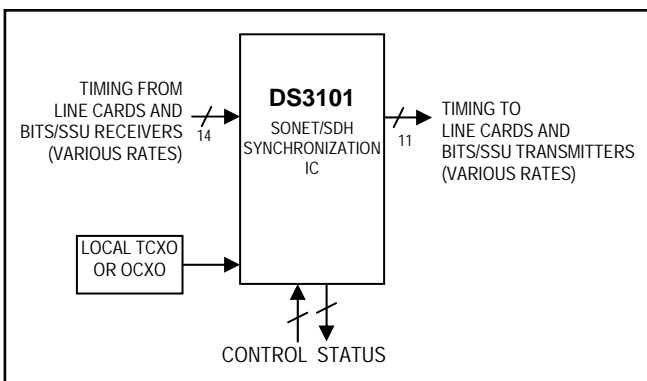 TIMING FROM
LINE CARDS AND
BITS/SSU RECEIVERS
(VARIOUS RATES)
14
DS3101
SONET/SDH
SYNCHRONIZATION
IC
11
TIMING TO
LINE CARDS AND
BITS/SSU TRANSMITTERS
(VARIOUS RATES)
LOCAL TCXO
OR OCXO
CONTROL STATUS